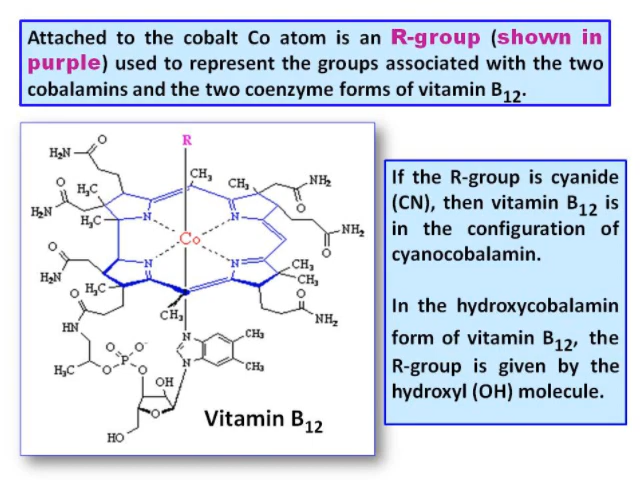 Attached to the cobalt Co atom is an R-group (shown in
purple) used to represent the groups associated with the two
cobalamins and the two coenzyme forms of vitamin B12.
R
O
H₂N
CH₃
H₃C
CH₃
O
NH₂
O
H₂N
H₃C
N
N
O
NH₂
Co
O
H₂N
H₃C
N
N
CH₃
CH₃
O
CH₃
O
NH₂
HN
N
CH₃
CH₃
N
H₃C
O
O
P
O⁻
O
OH
O
HO
Vitamin B12
If the R-group is cyanide
(CN), then vitamin B12 is
in the configuration of
cyanocobalamin.
In the hydroxycobalamin
form of vitamin B12, the
R-group is given by the
hydroxyl (OH) molecule.